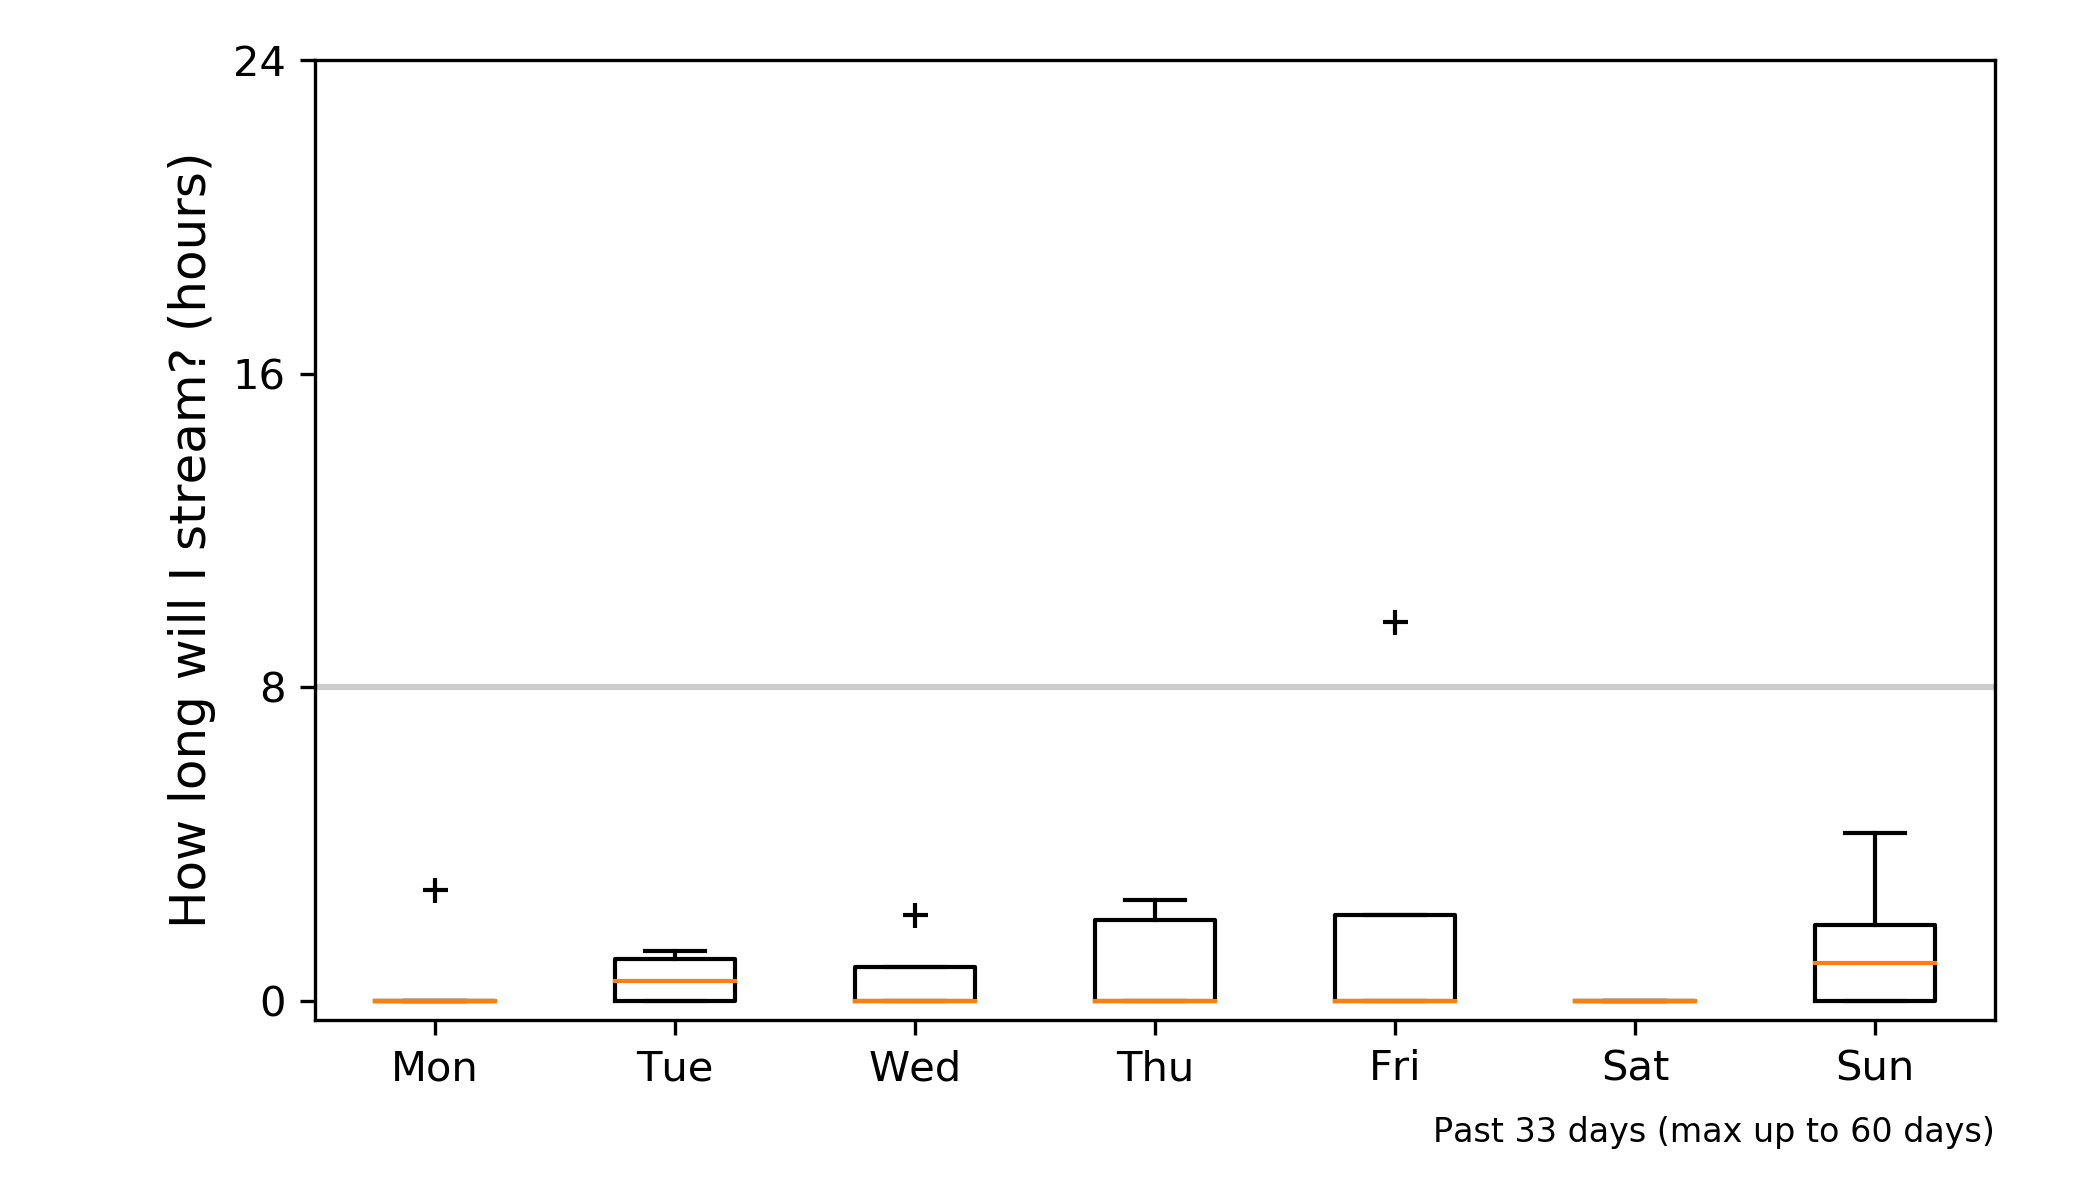 How long will I stream? (hours)
24
16
8
0
Mon Tue Wed Thu Fri Sat Sun
Past 33 days (max up to 60 days)